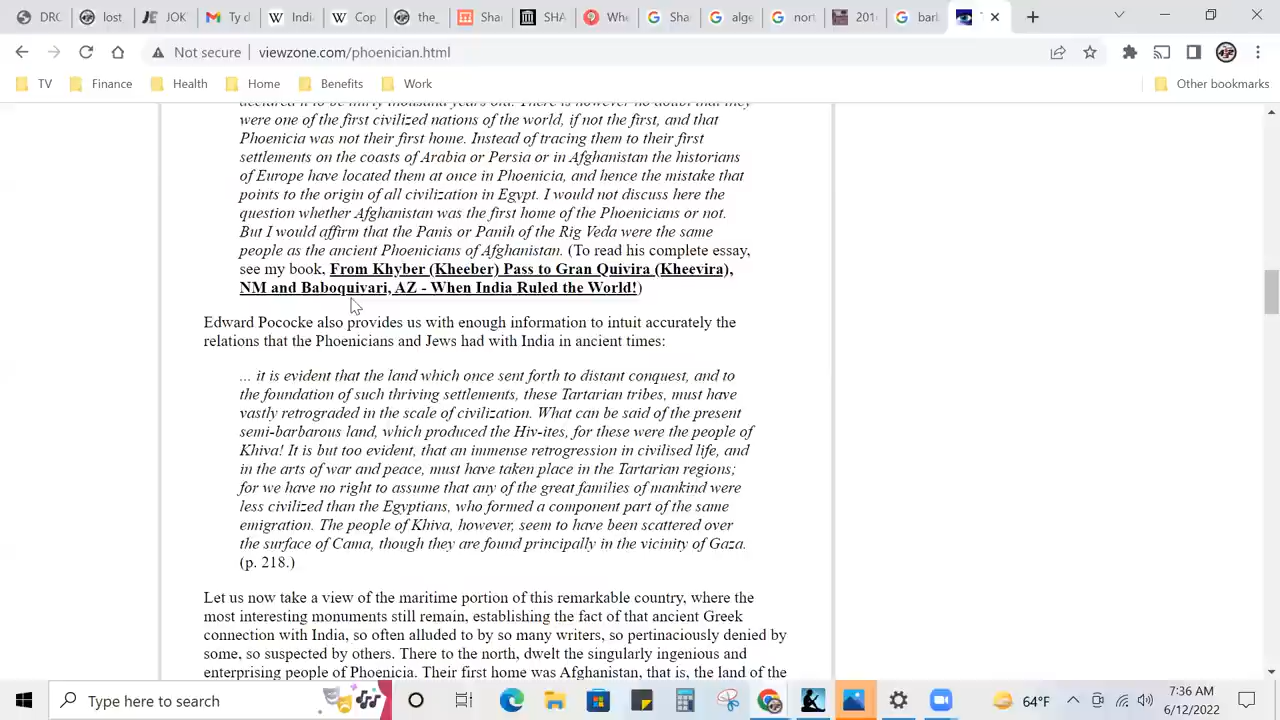 DRC
lost
JOK
Ty d
Indi
Cop
the_
Shar
SHA
Whe
Shar
alge
nort
201
barb
Not secure
viewzone.com/phoenician.html
TV
Finance
Health
Home
Benefits
Work
Other bookmarks
declared it to be thirty thousand years old. There is however no doubt that they
were one of the first civilized nations of the world, if not the first, and that
Phoenicia was not their first home. Instead of tracing them to their first
settlements on the coasts of Arabia or Persia or in Afghanistan the historians
of Europe have located them at once in Phoenicia, and hence the mistake that
points to the origin of all civilization in Egypt. I would not discuss here the
question whether Afghanistan was the first home of the Phoenicians or not.
But I would affirm that the Panis or Panih of the Rig Veda were the same
people as the ancient Phoenicians of Afghanistan. (To read his complete essay,
see my book, From Khyber (Kheeber) Pass to Gran Quivira (Kheevira),
NM and Baboquivari, AZ - When India Ruled the World!)
Edward Pococke also provides us with enough information to intuit accurately the
relations that the Phoenicians and Jews had with India in ancient times:
... it is evident that the land which once sent forth to distant conquest, and to
the foundation of such thriving settlements, these Tartarian tribes, must have
vastly retrograded in the scale of civilization. What can be said of the present
semi-barbarous land, which produced the Hiv-ites, for these were the people of
Khiva! It is but too evident, that an immense retrogression in civilised life, and
in the arts of war and peace, must have taken place in the Tartarian regions;
for we have no right to assume that any of the great families of mankind were
less civilized than the Egyptians, who formed a component part of the same
emigration. The people of Khiva, however, seem to have been scattered over
the surface of Cama, though they are found principally in the vicinity of Gaza.
(p. 218.)
Let us now take a view of the maritime portion of this remarkable country, where the
most interesting monuments still remain, establishing the fact of that ancient Greek
connection with India, so often alluded to by so many writers, so pertinaciously denied by
some, so suspected by others. There to the north, dwelt the singularly ingenious and
enterprising people of Phoenicia. Their first home was Afghanistan, that is, the land of the
Type here to search
64°F
7:36 AM
6/12/2022